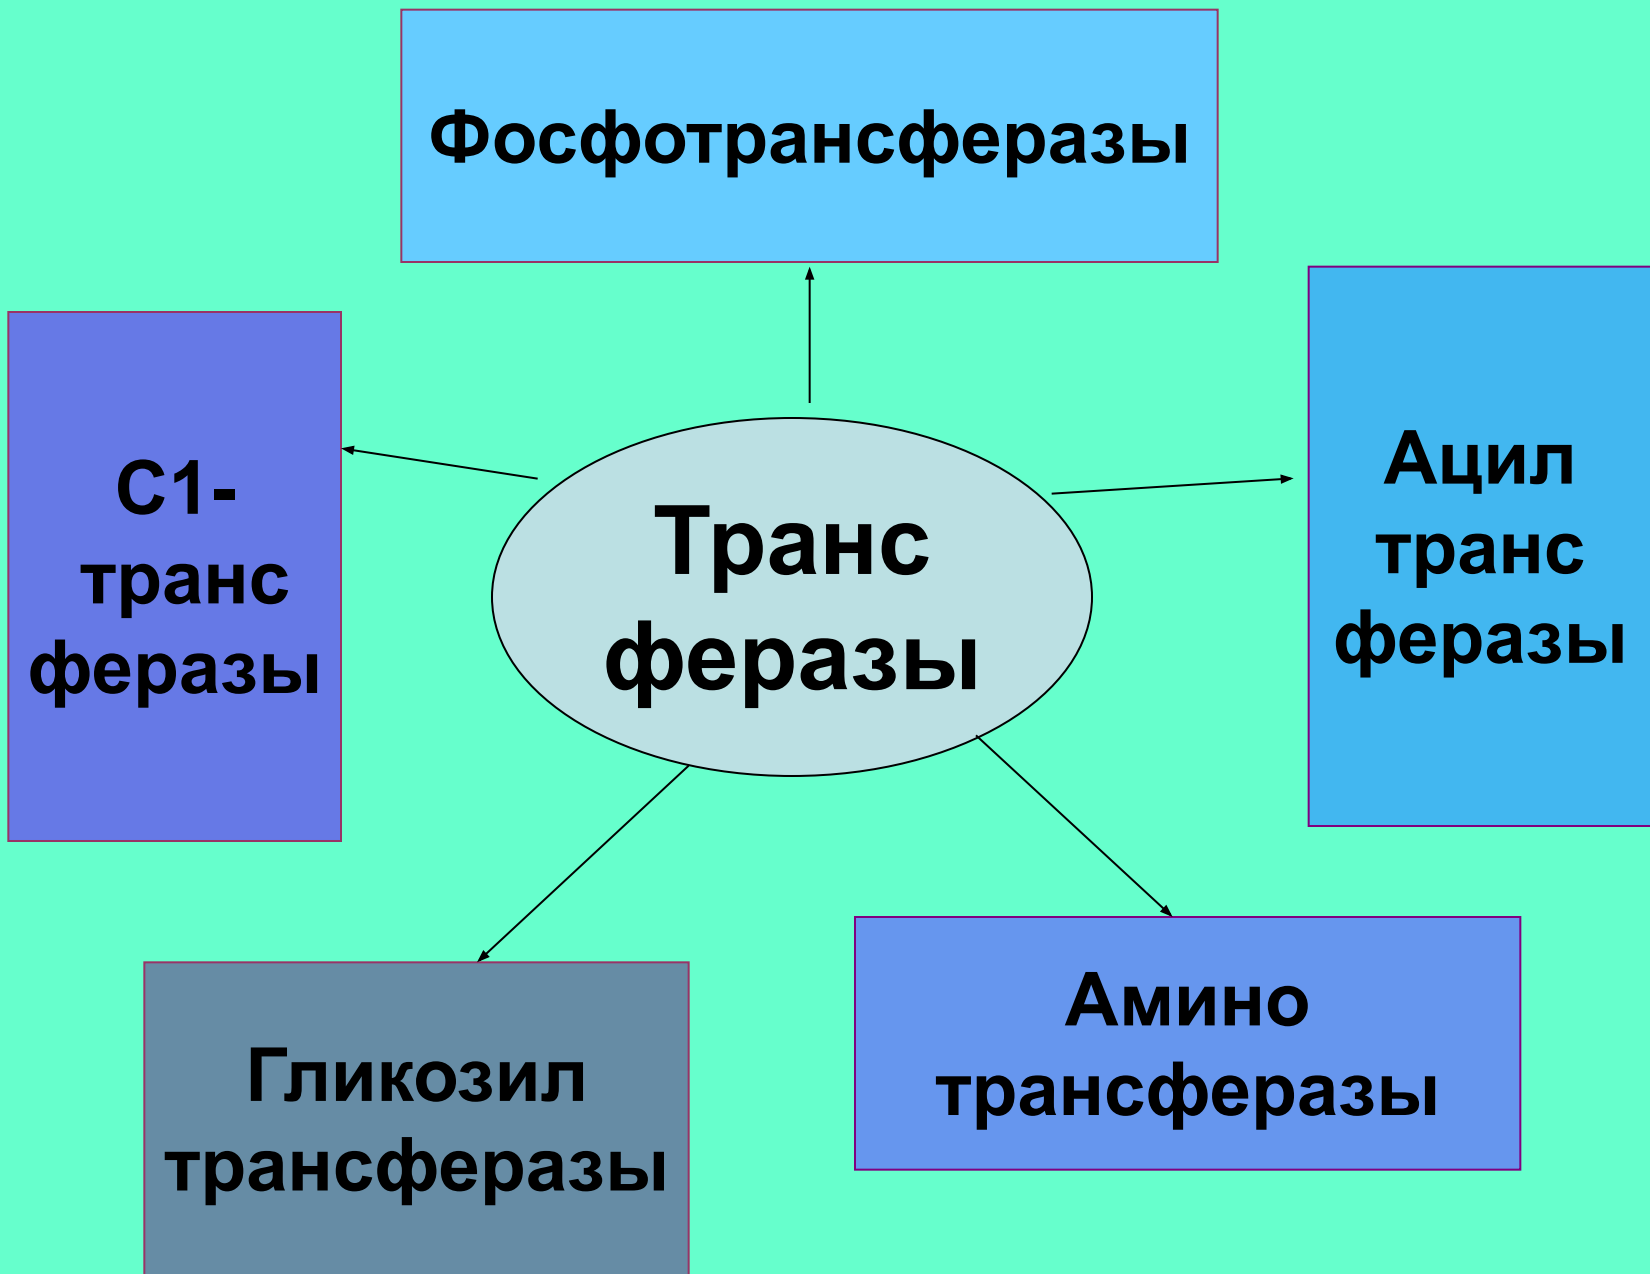 Фосфотрансферазы
С1-
транс
феразы
Транс
феразы
Ацил
транс
феразы
Гликозил
трансферазы
Амино
трансферазы